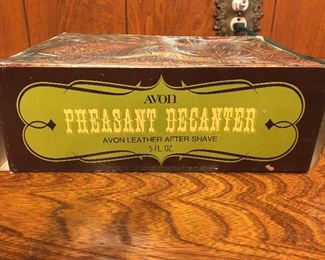 AVON
PHEASANT DECANTER
AVON LEATHER AFTER SHAVE
5 FL. OZ.